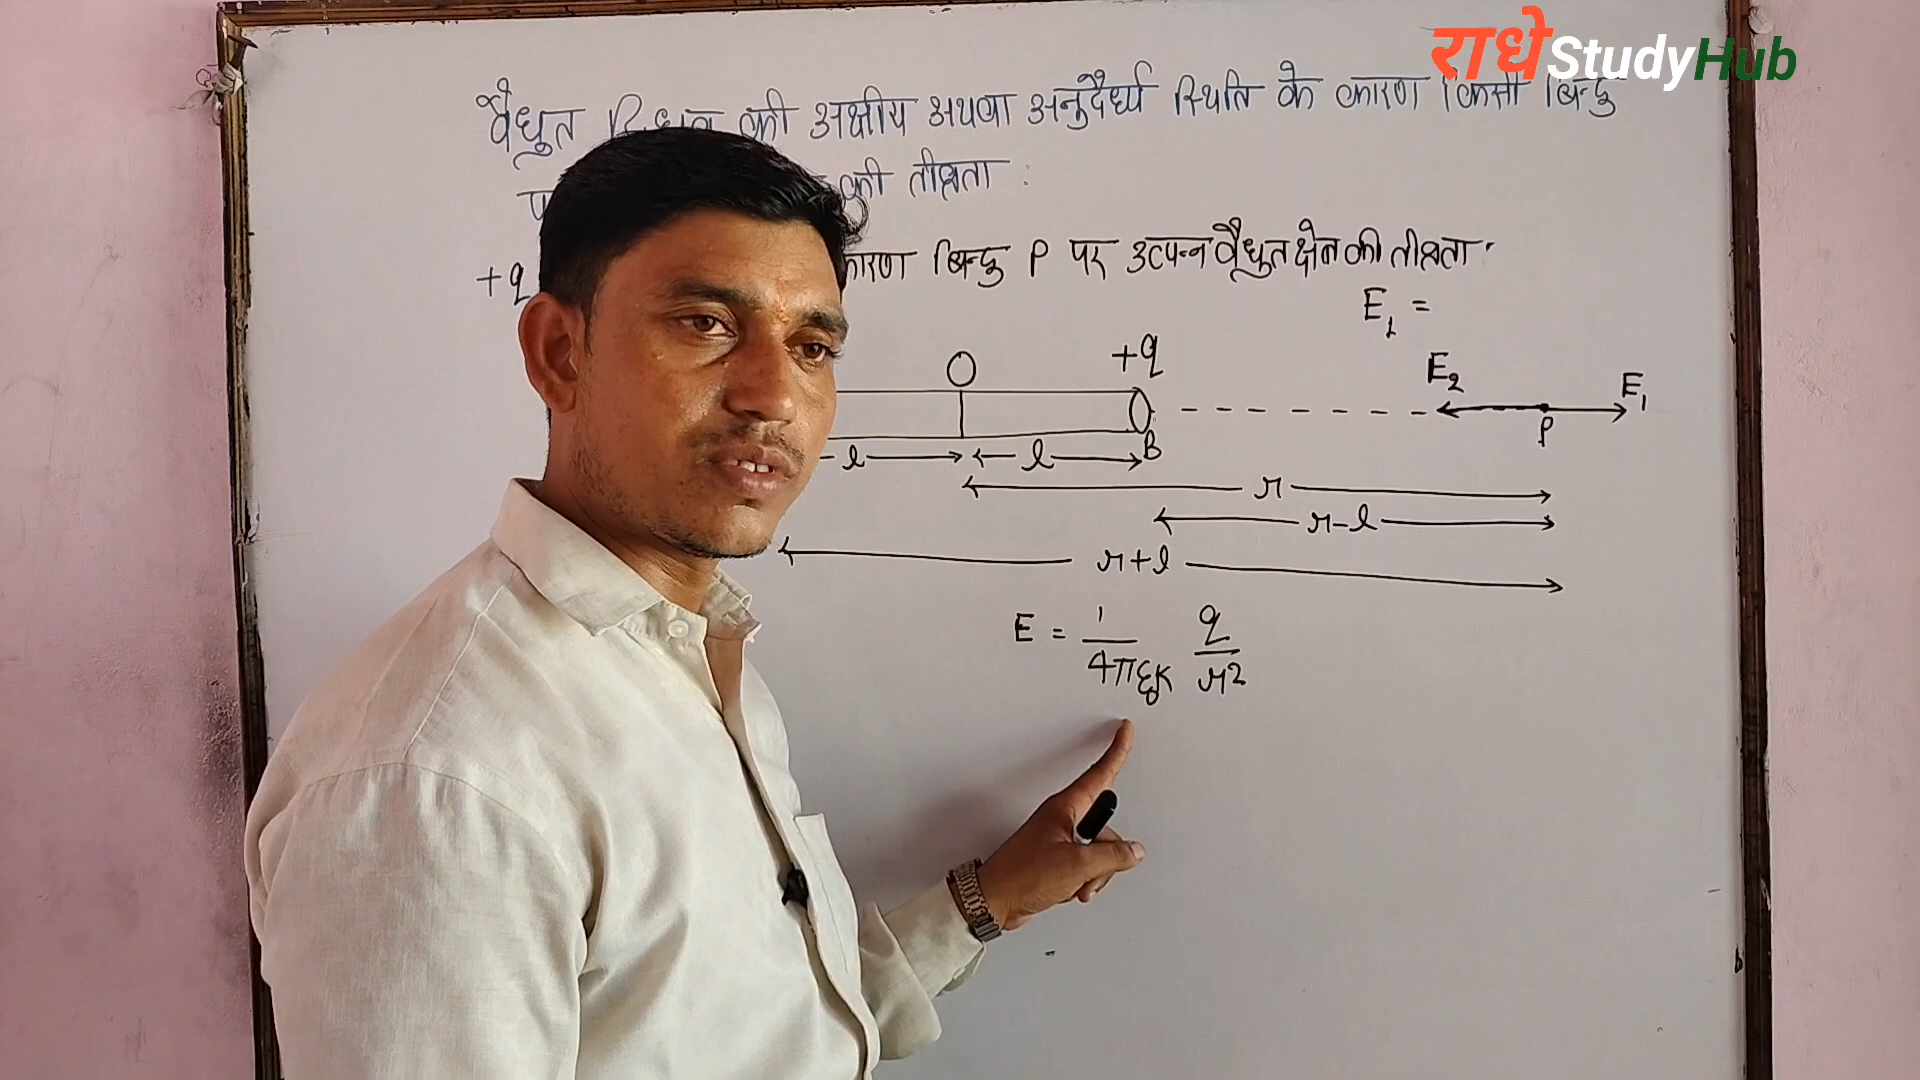 राधे StudyHub
वैधुत की अक्षीय अथवा अनुदैर्ध्य स्थिति के कारण किसी बिन्दु
की तीव्रता :
+q कारण बिन्दु P पर उत्पन्न वैधुत क्षेत्र की तीव्रता
E₁ =
O +q E₂ E₁
B P
l l
r
r-l
r+l
E = 1/4πε₀K q/r²